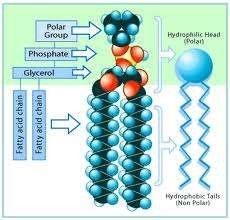 Polar
Group
Phosphate
Glycerol
Fatty acid chain
Fatty acid chain
Hydrophilic Head
(Polar)
Hydrophobic Tails
(Non Polar)